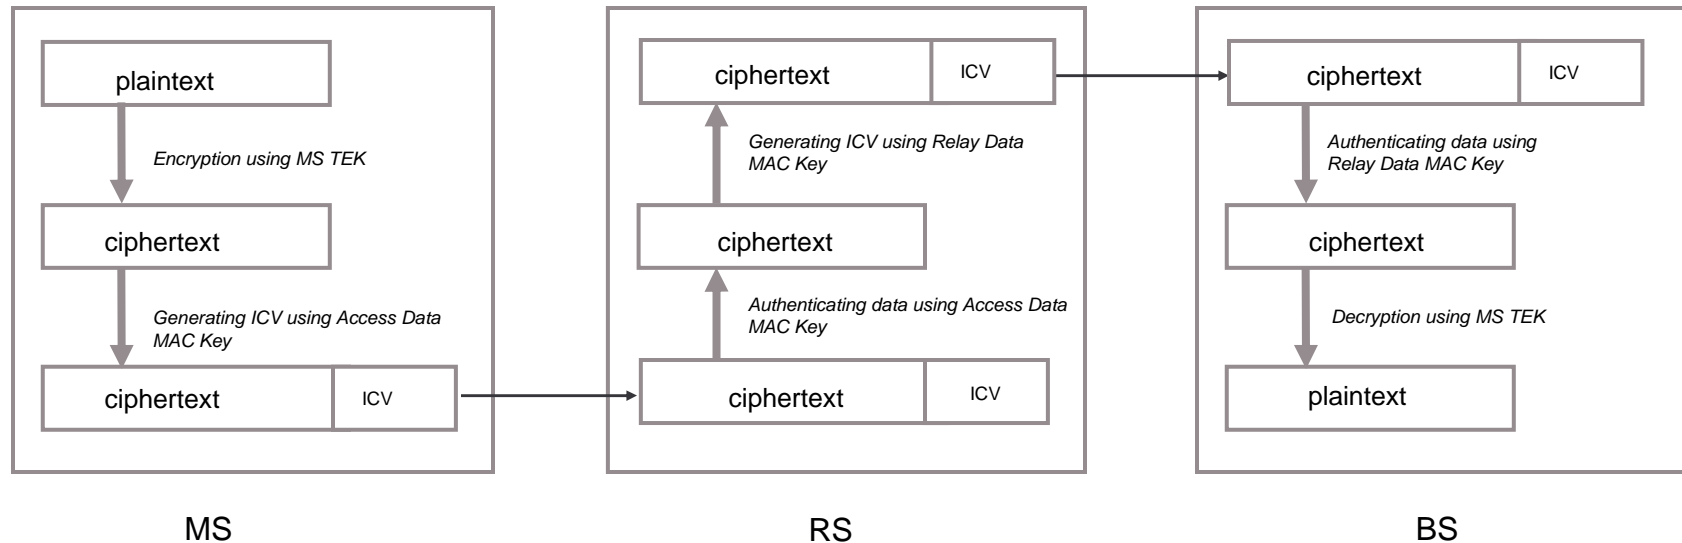 plaintext
Encryption using MS TEK
ciphertext
Generating ICV using Access Data
MAC Key
ciphertext
ICV
MS
ciphertext
ICV
Generating ICV using Relay Data
MAC Key
ciphertext
Authenticating data using Access Data
MAC Key
ciphertext
ICV
RS
ciphertext
ICV
Authenticating data using
Relay Data MAC Key
ciphertext
Decryption using MS TEK
plaintext
BS